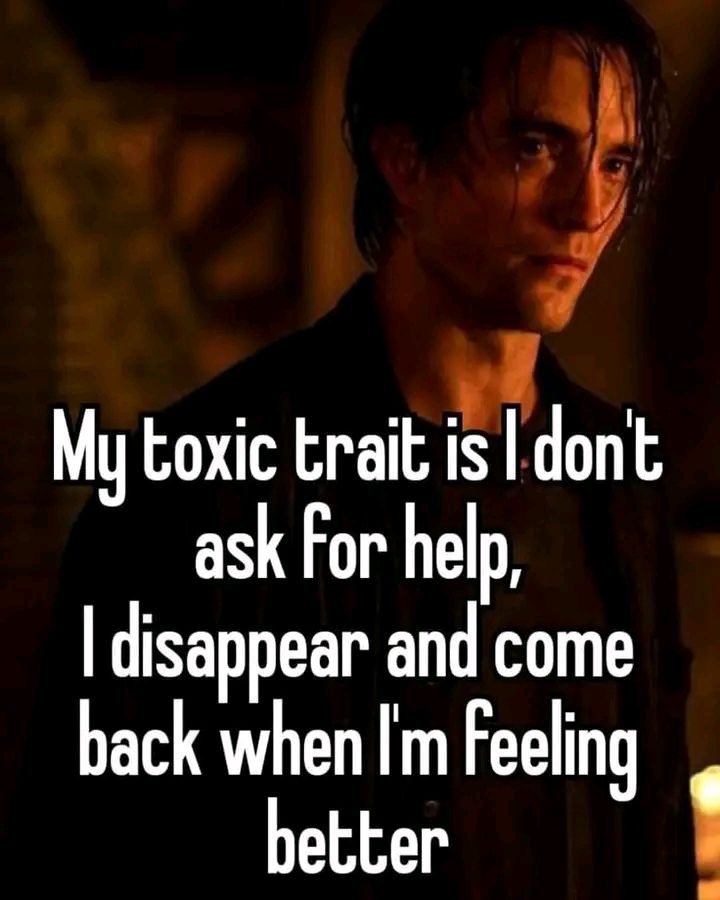 My toxic trait is I don't
ask for help,
I disappear and come
back when I'm feeling
better